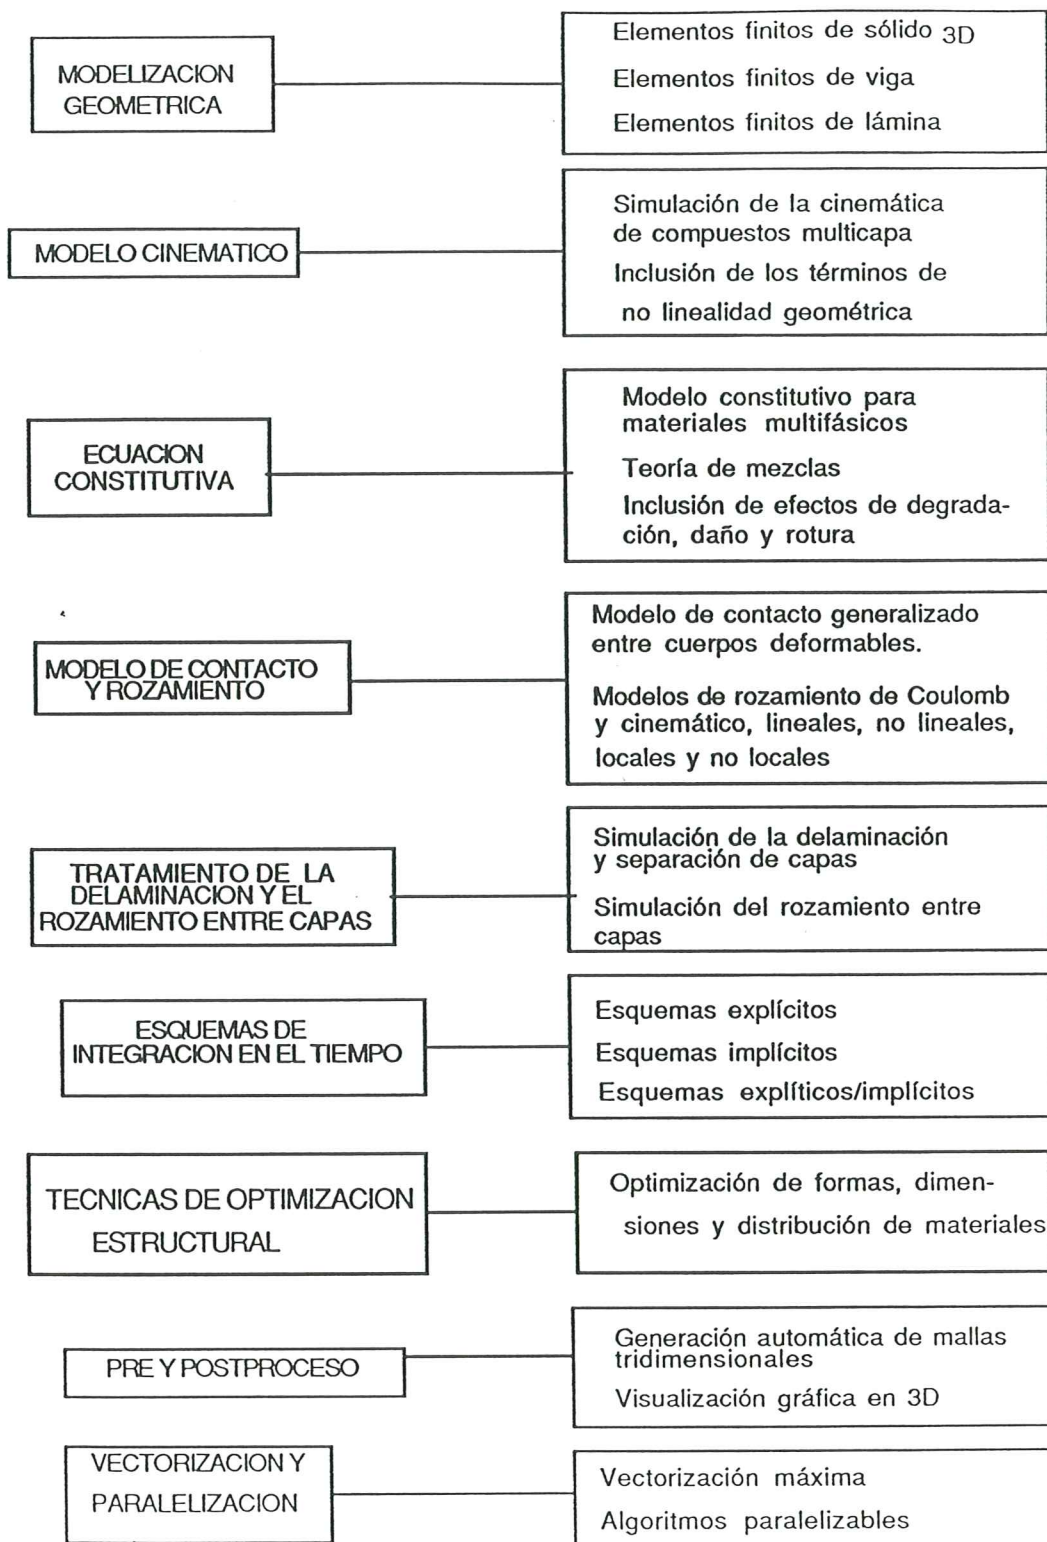 MODELIZACION
GEOMETRICA
Elementos finitos de sólido 3D
Elementos finitos de viga
Elementos finitos de lámina
MODELO CINEMATICO
Simulación de la cinemática
de compuestos multicapa
Inclusión de los términos de
no linealidad geométrica
ECUACION
CONSTITUTIVA
Modelo constitutivo para
materiales multifásicos
Teoría de mezclas
Inclusión de efectos de degrada-
ción, daño y rotura
MODELO DE CONTACTO
Y ROZAMIENTO
Modelo de contacto generalizado
entre cuerpos deformables.
Modelos de rozamiento de Coulomb
y cinemático, lineales, no lineales,
locales y no locales
TRATAMIENTO DE LA
DELAMINACION Y EL
ROZAMIENTO ENTRE CAPAS
Simulación de la delaminación
y separación de capas
Simulación del rozamiento entre
capas
ESQUEMAS DE
INTEGRACION EN EL TIEMPO
Esquemas explícitos
Esquemas implícitos
Esquemas explíticos/implícitos
TECNICAS DE OPTIMIZACION
ESTRUCTURAL
Optimización de formas, dimen-
siones y distribución de materiales
PRE Y POSTPROCESO
Generación automática de mallas
tridimensionales
Visualización gráfica en 3D
VECTORIZACION Y
PARALELIZACION
Vectorización máxima
Algoritmos paralelizables